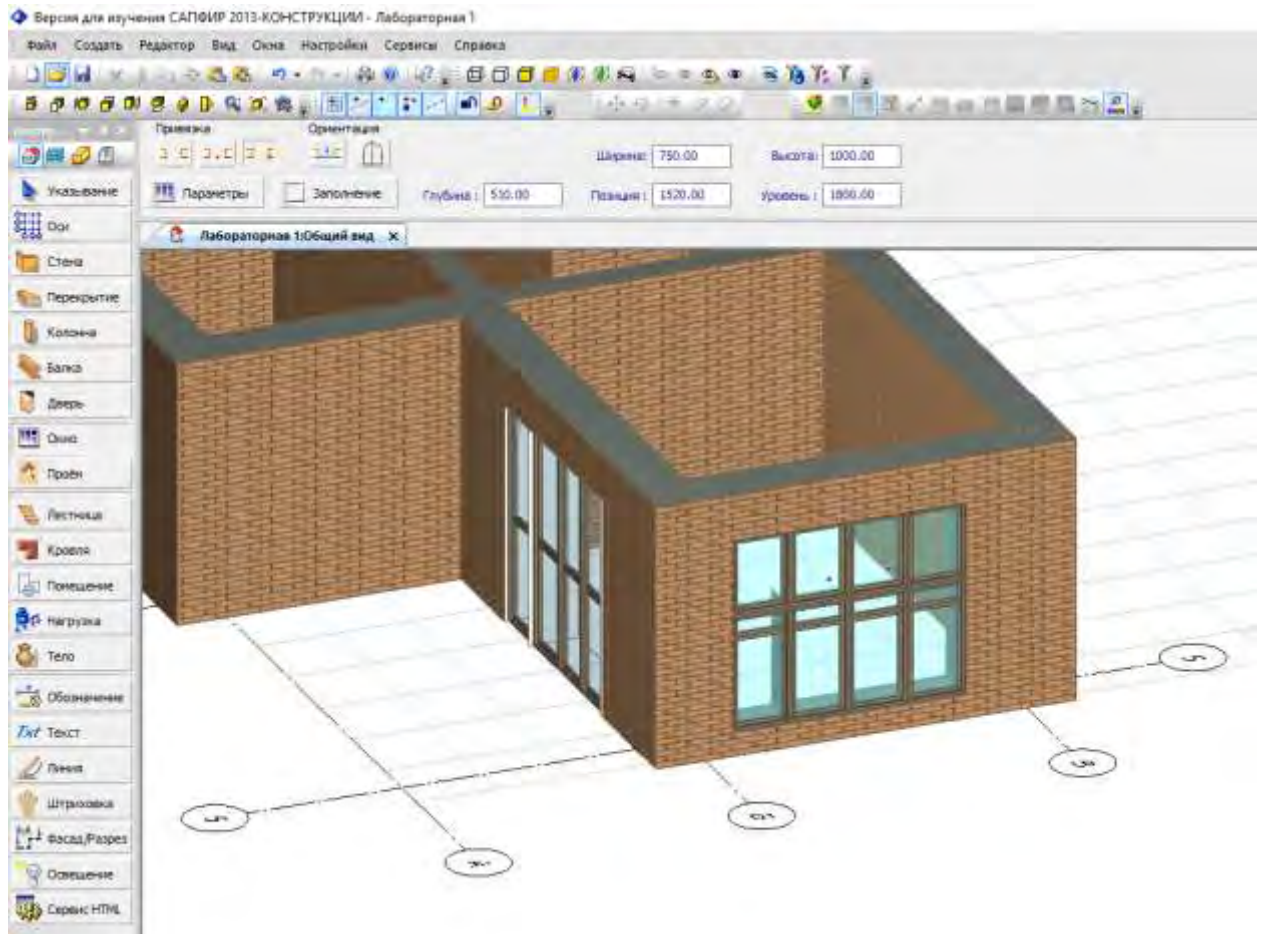 Версия для изучения САПФИР 2013-КОНСТРУКЦИИ - Лабораторная 1
Файл Создать Редактор Вид Окна Настройки Сервисы Справка
Привязка Ориентация
Ширина: 750.00 Высота: 1000.00
Параметры Заполнение Глубина : 510.00 Позиция : 1520.00 Уровень : 1800.00
Лабораторная 1:Общий вид x
Указывание
Оси
Стена
Перекрытие
Колонна
Балка
Дверь
Окно
Проём
Лестница
Кровля
Помещение
Нагрузка
Тело
Обозначение
Txt Текст
Линия
Штриховка
Фасад/Разрез
Освещение
Сервис HTML